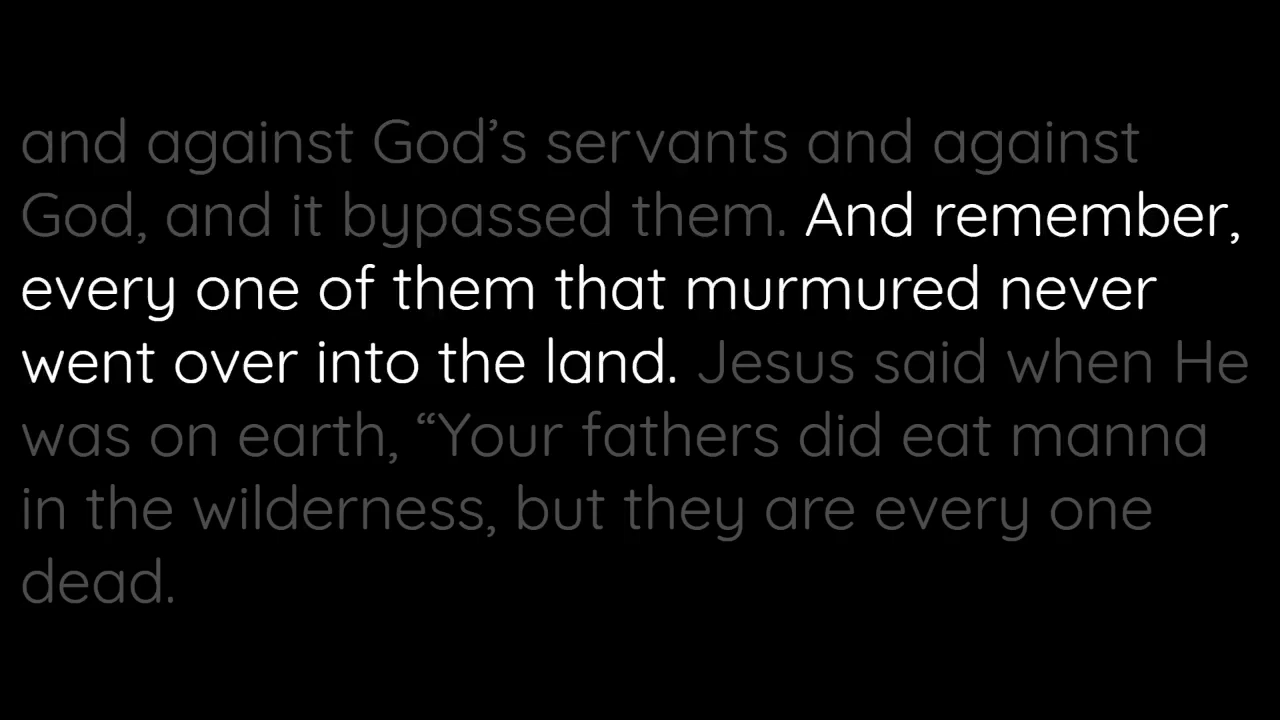 and against God’s servants and against
God, and it bypassed them. And remember,
every one of them that murmured never
went over into the land. Jesus said when He
was on earth, “Your fathers did eat manna
in the wilderness, but they are every one
dead.